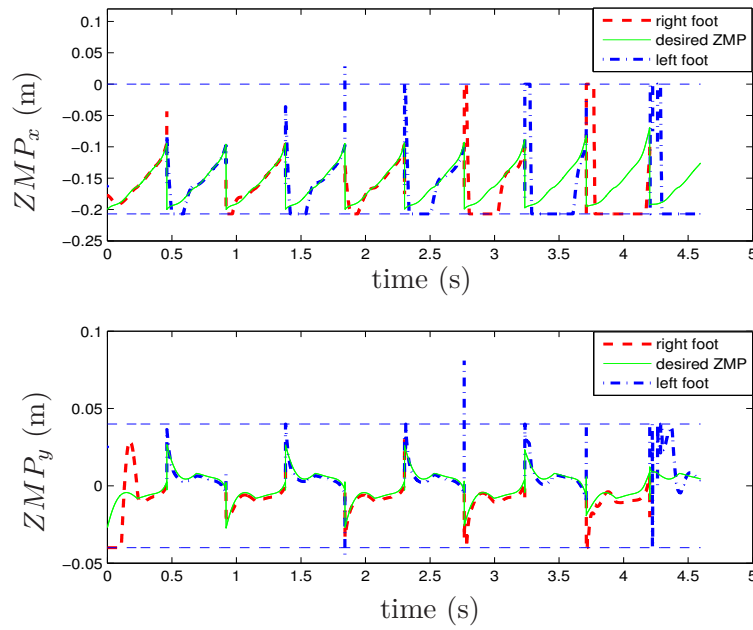 0.1
0.05
0
−0.05
−0.1
−0.15
−0.2
−0.25
ZMP_x (m)
right foot
desired ZMP
left foot
0 0.5 1 1.5 2 2.5 3 3.5 4 4.5 5
time (s)
0.1
0.05
0
−0.05
ZMP_y (m)
right foot
desired ZMP
left foot
0 0.5 1 1.5 2 2.5 3 3.5 4 4.5 5
time (s)